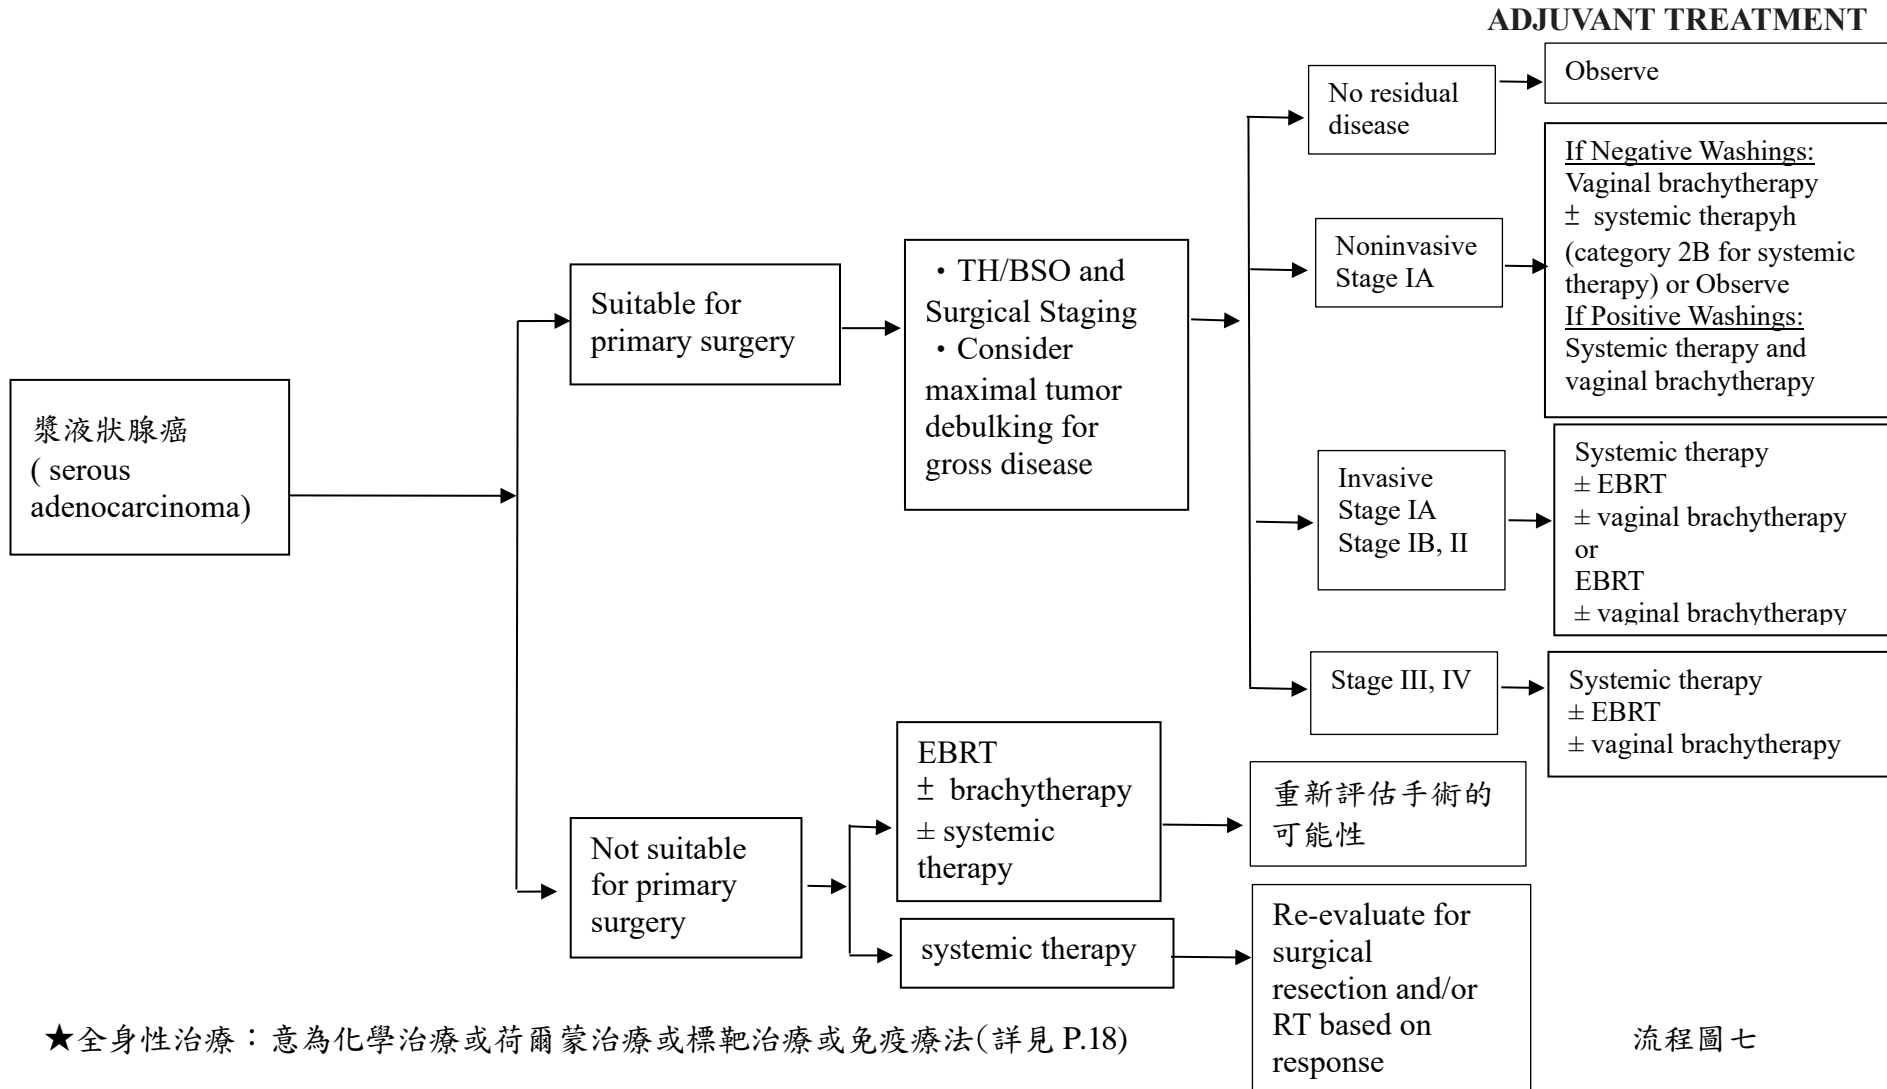 ADJUVANT TREATMENT
漿液狀腺癌
( serous
adenocarcinoma)
Suitable for
primary surgery
・TH/BSO and
Surgical Staging
・Consider
maximal tumor
debulking for
gross disease
No residual
disease
Observe
Noninvasive
Stage IA
If Negative Washings:
Vaginal brachytherapy
± systemic therapyh
(category 2B for systemic
therapy) or Observe
If Positive Washings:
Systemic therapy and
vaginal brachytherapy
Invasive
Stage IA
Stage IB, II
Systemic therapy
± EBRT
± vaginal brachytherapy
or
EBRT
± vaginal brachytherapy
Stage III, IV
Systemic therapy
± EBRT
± vaginal brachytherapy
Not suitable
for primary
surgery
EBRT
± brachytherapy
± systemic
therapy
重新評估手術的
可能性
systemic therapy
Re-evaluate for
surgical
resection and/or
RT based on
response
★全身性治療：意為化學治療或荷爾蒙治療或標靶治療或免疫療法(詳見 P.18)
流程圖七